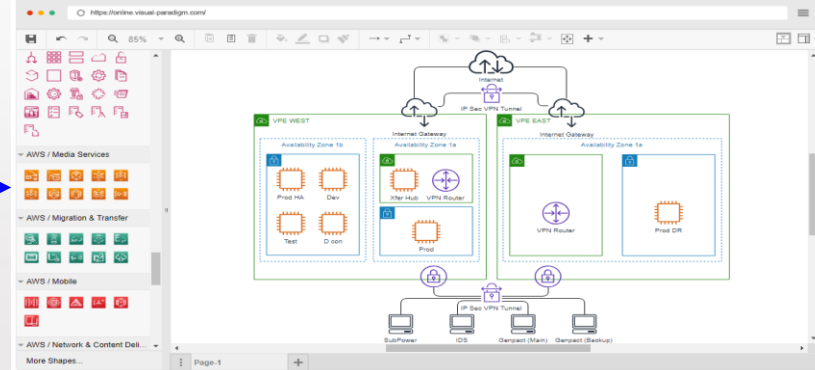 https://online.visual-paradigm.com/
65%
Internet
IP Sec VPN Tunnel
VPE WEST
VPE EAST
Internet Gateway
Internet Gateway
Availability Zone 1b
Availability Zone 1a
Availability Zone 1a
AWS / Media Services
Prod HA
Dev
Xfer Hub
VPN Router
AWS / Migration & Transfer
VPN Router
Prod DR
Test
D con
Prod
AWS / Mobile
IP Sec VPN Tunnel
SubPower
IDS
Genpact (Main)
Genpact (Backup)
AWS / Network & Content Deli...
More Shapes...
Page-1